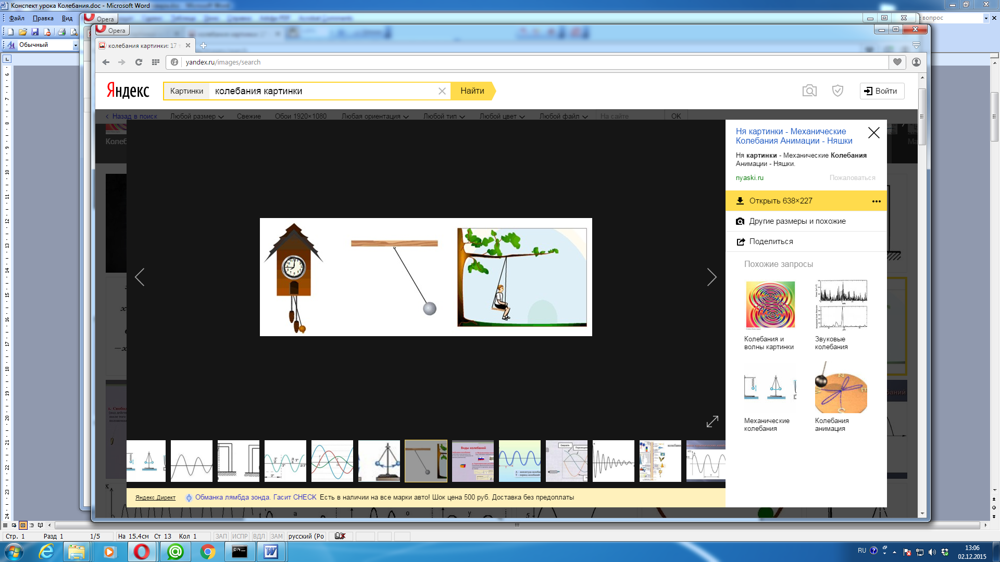 Конспект урока Колебания.doc - Microsoft Word
Файл Правка Вид
вопрос
Opera
Opera
Обычный
колебания картинки: 17
yandex.ru/images/search
Яндекс
Картинки колебания картинки Найти
Войти
Назад в поиск Любой размер Свежие Обои 1920×1080 Любая ориентация Любой тип Любой цвет Любой файл На сайте OK
Колеб
Ня картинки - Механические
Колебания Анимации - Няшки
Ня картинки - Механические Колебания
Анимации - Няшки.
nyaski.ru Пожаловаться
Открыть 638×227
Другие размеры и похожие
Поделиться
Похожие запросы
Колебания и
волны картинки
Звуковые
колебания
Механические
колебания
Колебания
анимация
Виды колебаний
Яндекс.Директ Обманка лямбда зонда. Гасит CHECK Есть в наличии на все марки авто! Шок цена 500 руб. Доставка без предоплаты
Стр. 1 Разд 1 1/5 На 15.4см Ст 13 Кол 1 ЗАП ИСПР ВДЛ ЗАМ русский (Ро
RU
13:06
02.12.2015